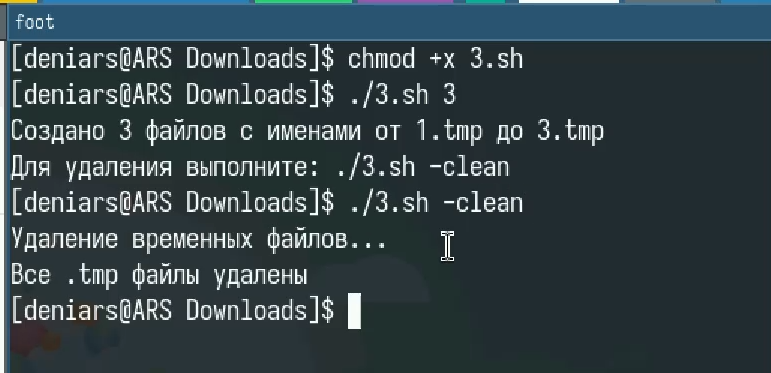 foot
[deniars@ARS Downloads]$ chmod +x 3.sh
[deniars@ARS Downloads]$ ./3.sh 3
Создано 3 файлов с именами от 1.tmp до 3.tmp
Для удаления выполните: ./3.sh -clean
[deniars@ARS Downloads]$ ./3.sh -clean
Удаление временных файлов...
Все .tmp файлы удалены
[deniars@ARS Downloads]$